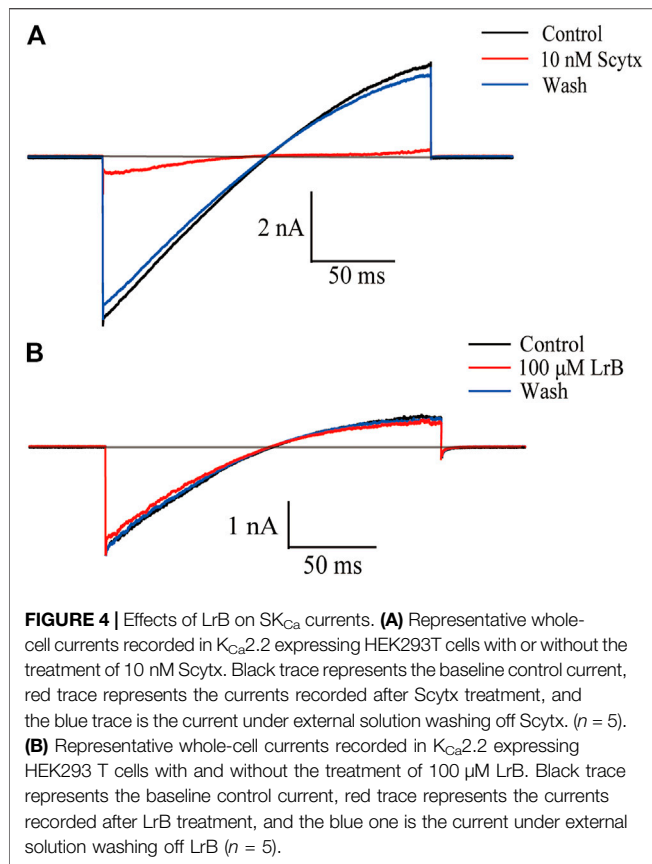 A
Control
10 nM Scytx
Wash
2 nA
50 ms
B
Control
100 μM LrB
Wash
1 nA
50 ms
FIGURE 4 | Effects of LrB on SKCa currents. (A) Representative whole-
cell currents recorded in KCa2.2 expressing HEK293T cells with or without the
treatment of 10 nM Scytx. Black trace represents the baseline control current,
red trace represents the currents recorded after Scytx treatment, and
the blue trace is the current under external solution washing off Scytx. (n = 5).
(B) Representative whole-cell currents recorded in KCa2.2 expressing
HEK293 T cells with and without the treatment of 100 μM LrB. Black trace
represents the baseline control current, red trace represents the currents
recorded after LrB treatment, and the blue one is the current under external
solution washing off LrB (n = 5).